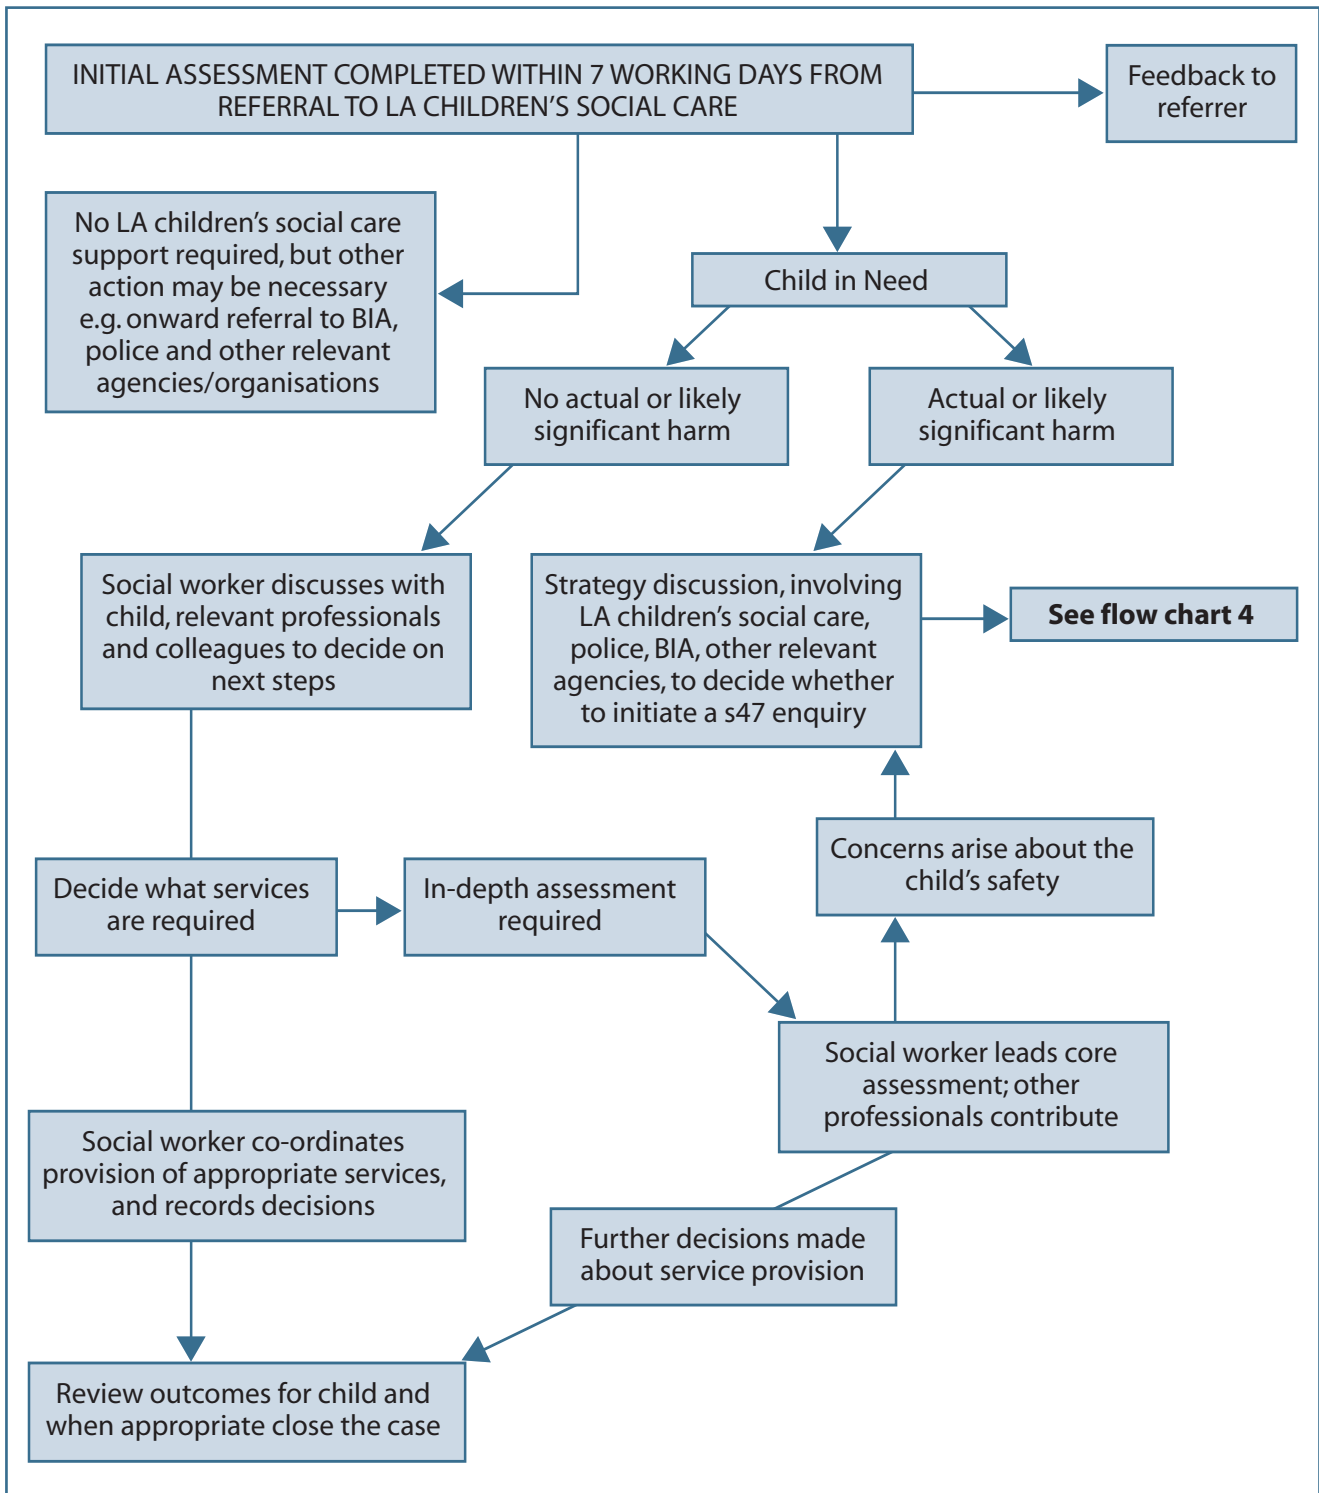 INITIAL ASSESSMENT COMPLETED WITHIN 7 WORKING DAYS FROM
REFERRAL TO LA CHILDREN'S SOCIAL CARE
Feedback to
referrer
No LA children's social care
support required, but other
action may be necessary
e.g. onward referral to BIA,
police and other relevant
agencies/organisations
Child in Need
No actual or likely
significant harm
Actual or likely
significant harm
Social worker discusses with
child, relevant professionals
and colleagues to decide on
next steps
Strategy discussion, involving
LA children's social care,
police, BIA, other relevant
agencies, to decide whether
to initiate a s47 enquiry
See flow chart 4
Concerns arise about the
child's safety
Decide what services
are required
In-depth assessment
required
Social worker leads core
assessment; other
professionals contribute
Social worker co-ordinates
provision of appropriate services,
and records decisions
Further decisions made
about service provision
Review outcomes for child and
when appropriate close the case